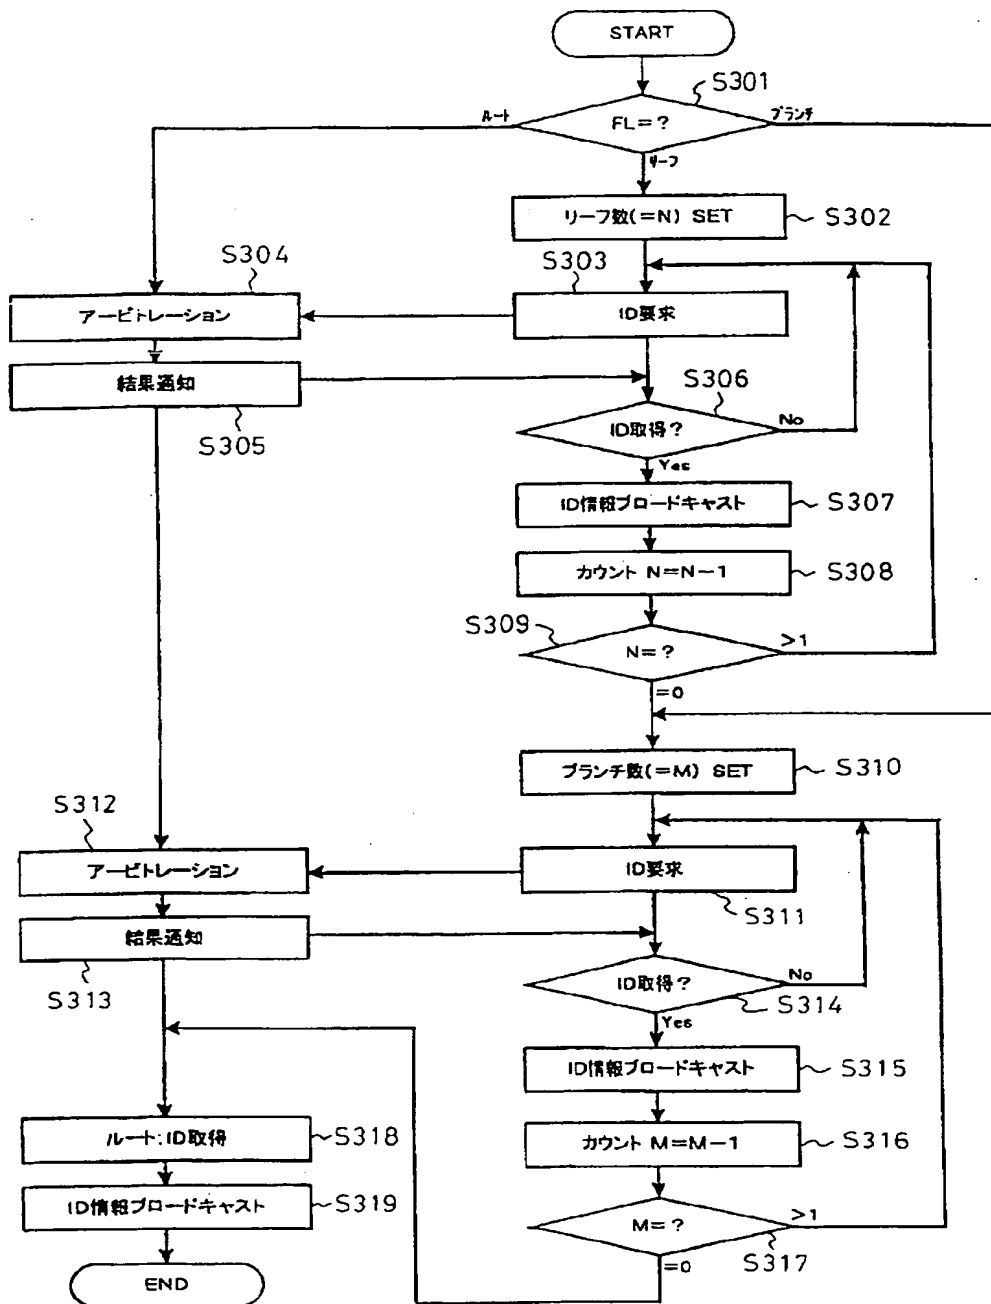 START
S301
ルート
FL=?
ブランチ
リーフ
リーフ数(=N) SET
S302
S304
S303
アービトレーション
ID要求
結果通知
S305
S306
ID取得?
No
Yes
ID情報ブロードキャスト
S307
カウント N=N-1
S308
S309
N=?
>1
=0
ブランチ数(=M) SET
S310
S312
アービトレーション
ID要求
S311
結果通知
S313
ID取得?
No
S314
Yes
ID情報ブロードキャスト
S315
カウント M=M-1
S316
ルート:ID取得
S318
ID情報ブロードキャスト
S319
M=?
>1
S317
=0
END